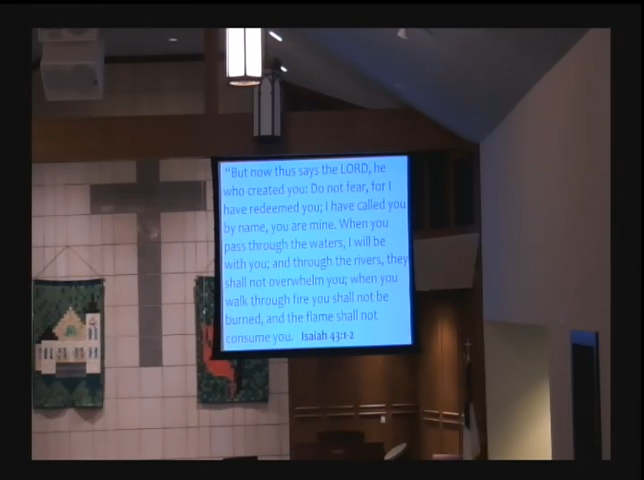 "But now thus says the LORD, he
who created you: Do not fear, for I
have redeemed you; I have called you
by name, you are mine. When you
pass through the waters, I will be
with you; and through the rivers, they
shall not overwhelm you; when you
walk through fire you shall not be
burned, and the flame shall not
consume you. Isaiah 43:1-2